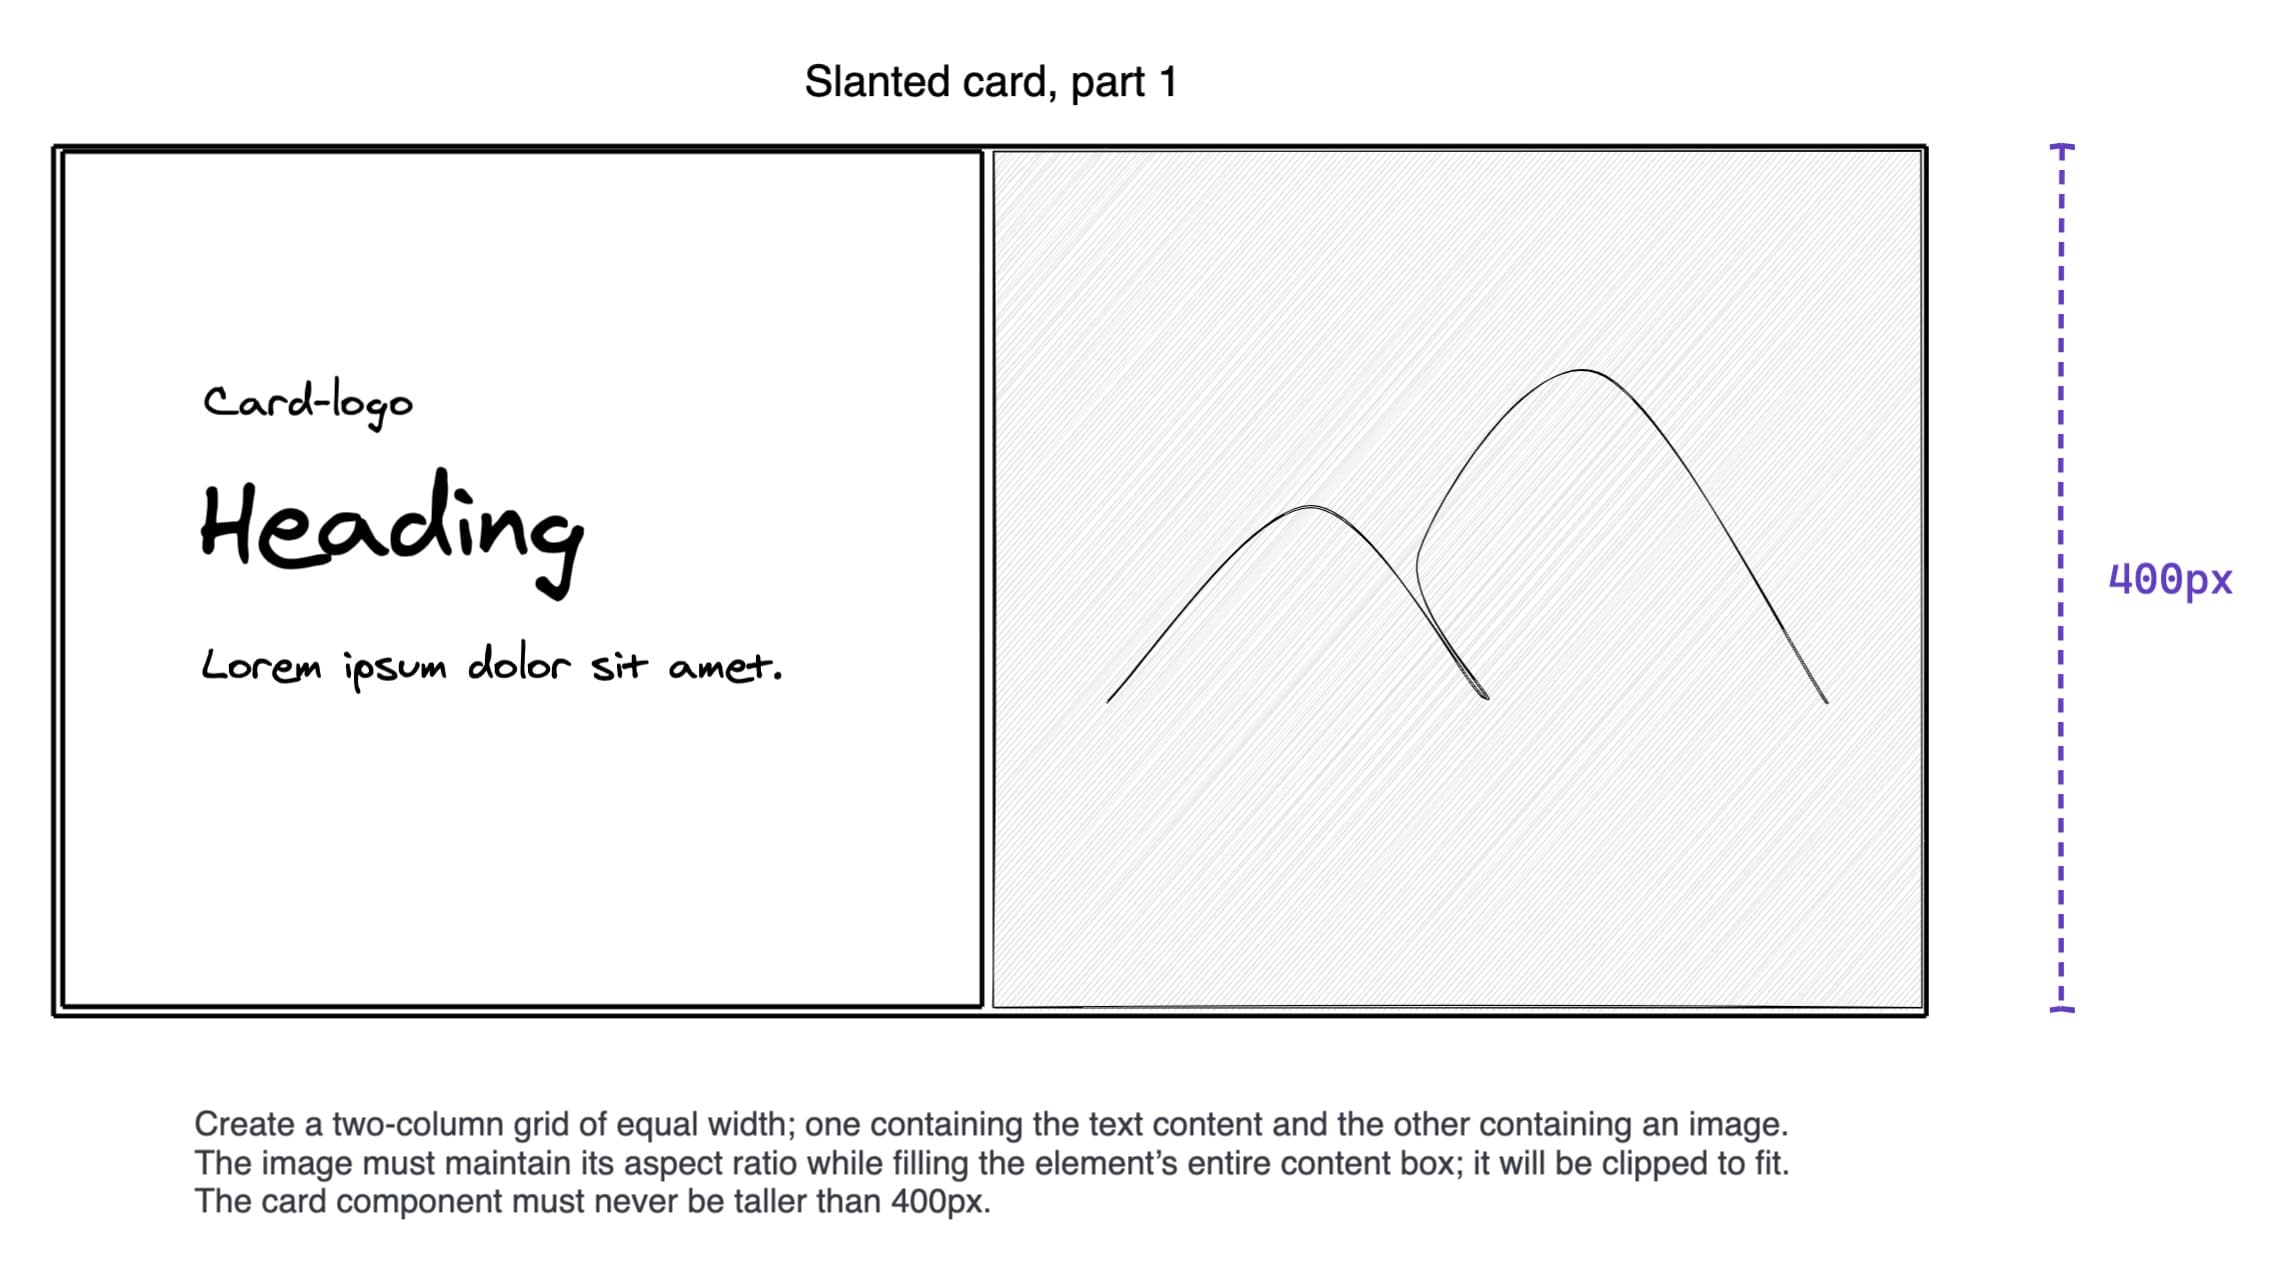 Slanted card, part 1
Card-logo
Heading
Lorem ipsum dolor sit amet.
400px
Create a two-column grid of equal width; one containing the text content and the other containing an image.
The image must maintain its aspect ratio while filling the element’s entire content box; it will be clipped to fit.
The card component must never be taller than 400px.